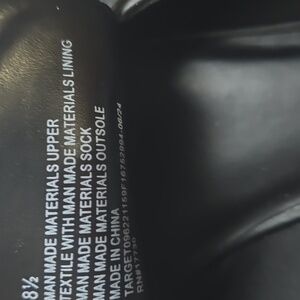 8½
MAN MADE MATERIALS UPPER
TEXTILE WITH MAN MADE MATERIALS LINING
MAN MADE MATERIALS SOCK
MAN MADE MATERIALS OUTSOLE
MADE IN CHINA